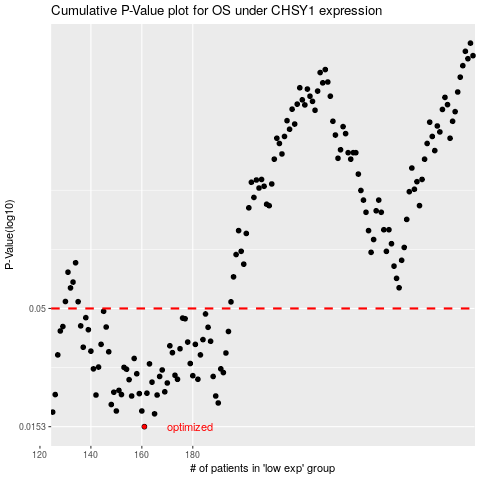 Cumulative P-Value plot for OS under CHSY1 expression
P-Value(log10)
0.05
0.0153
optimized
120 140 160 180
# of patients in 'low exp' group